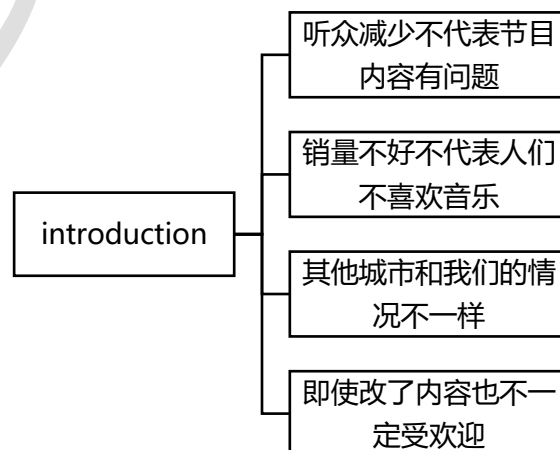 听众减少不代表节目
内容有问题
销量不好不代表人们
不喜欢音乐
introduction
其他城市和我们的情
况不一样
即使改了内容也不一
定受欢迎